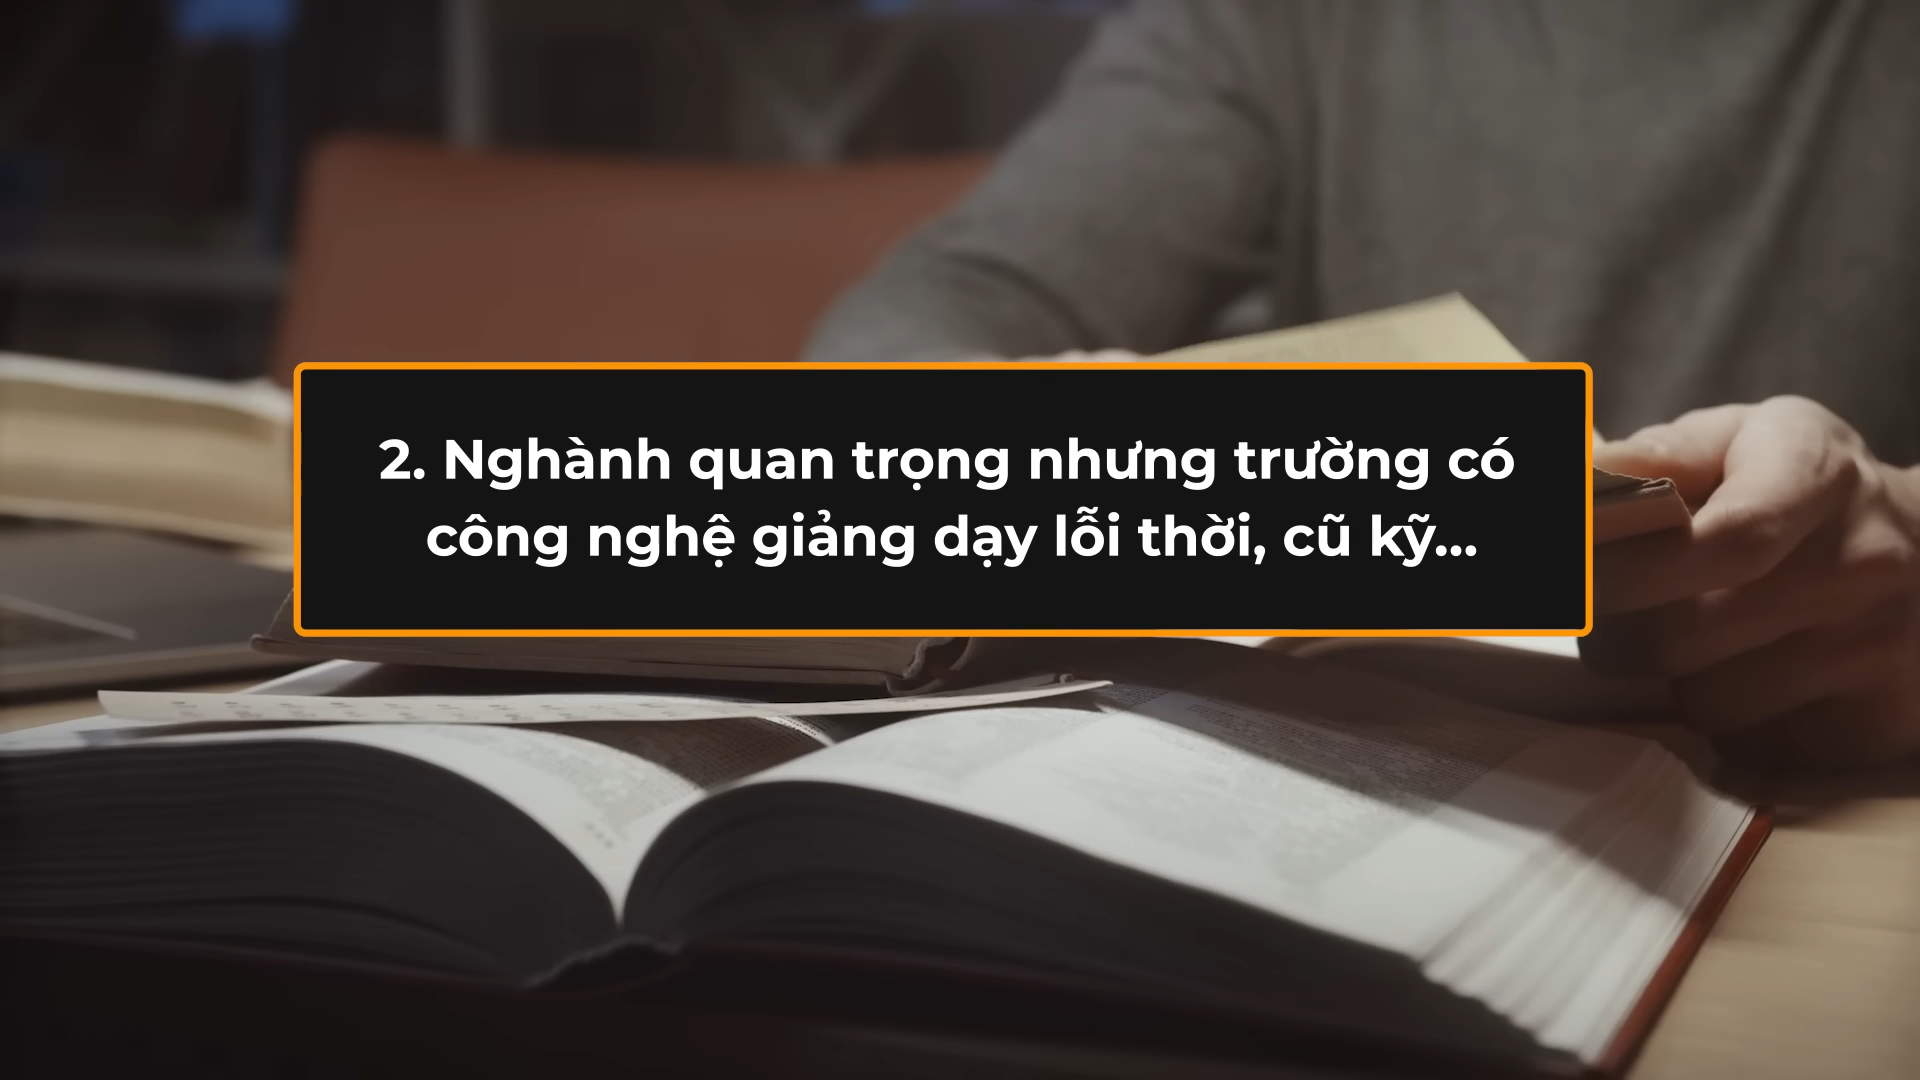 2. Nghành quan trọng nhưng trường có
công nghệ giảng dạy lỗi thời, cũ kỹ...